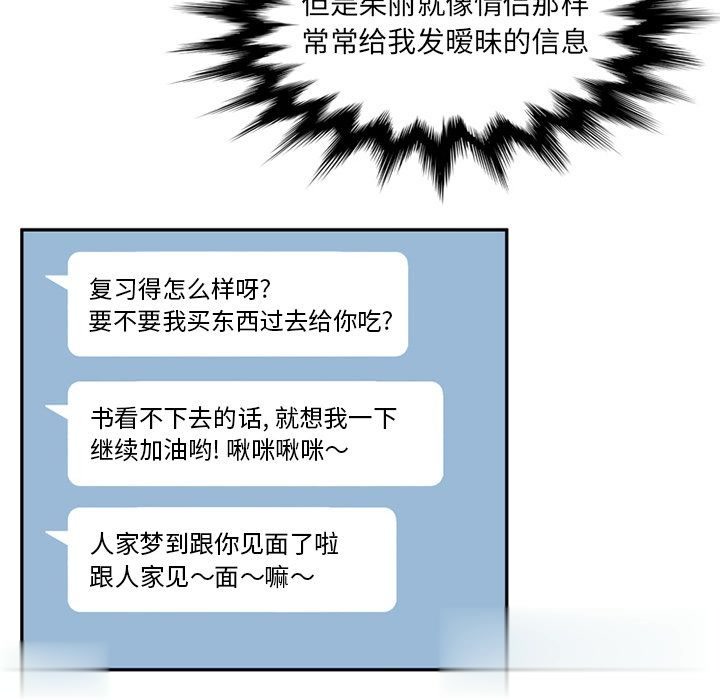 但是朱丽就像情侣那样
常常给我发暧昧的信息
复习得怎么样呀?
要不要我买东西过去给你吃?
书看不下去的话, 就想我一下
继续加油哟! 啾咪啾咪～
人家梦到跟你见面了啦
跟人家见～面～嘛～